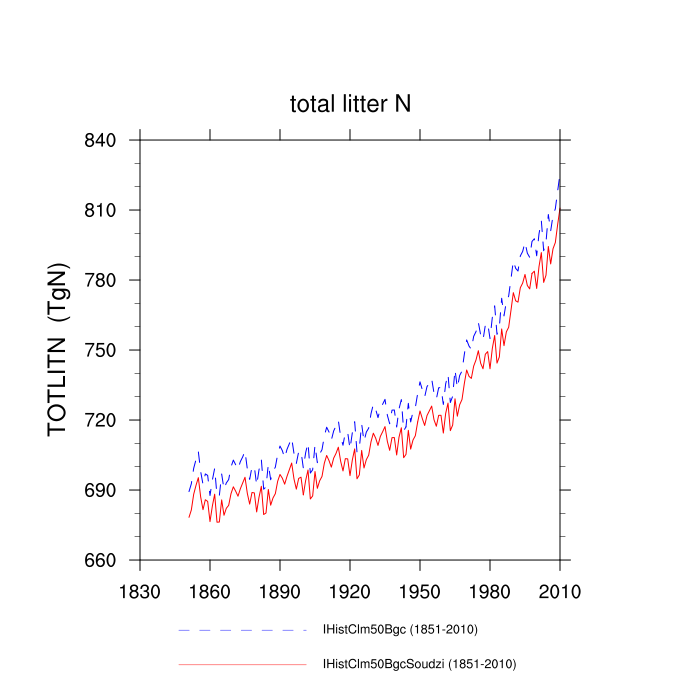 total litter N
TOTLITN (TgN)
840
810
780
750
720
690
660
1830 1860 1890 1920 1950 1980 2010
IHistClm50Bgc (1851-2010)
IHistClm50BgcSoudzi (1851-2010)